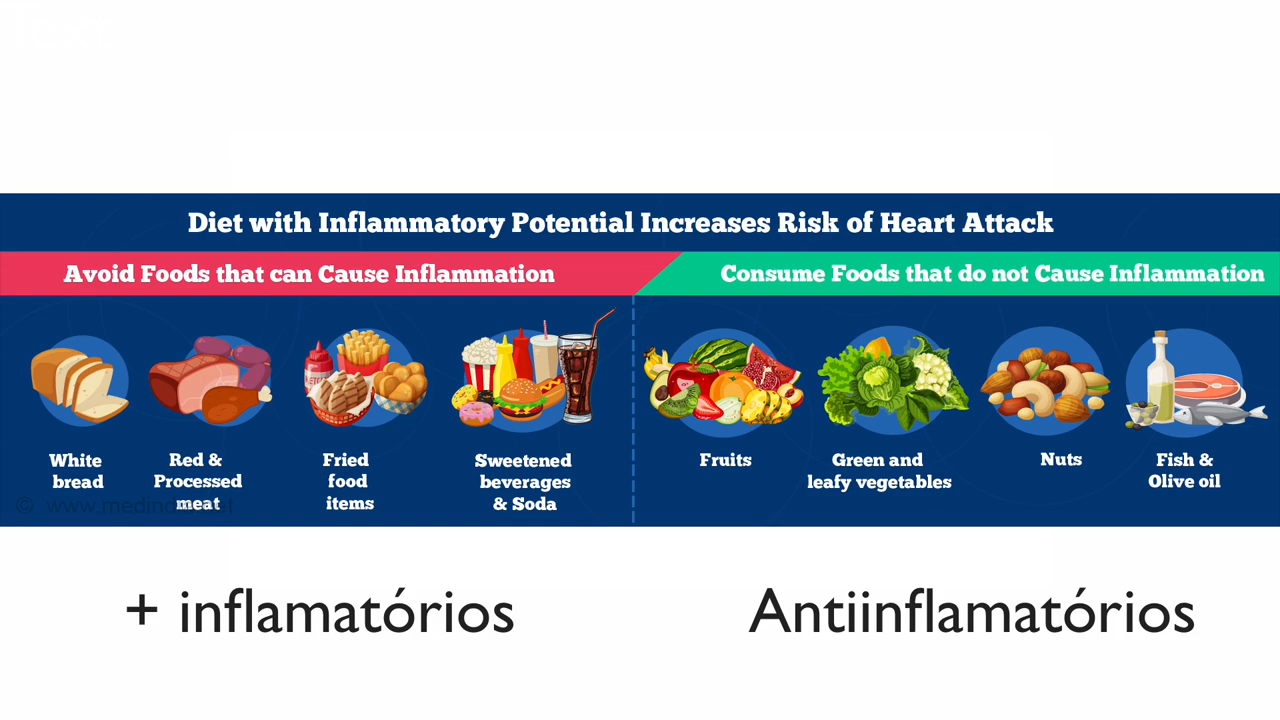 Diet with Inflammatory Potential Increases Risk of Heart Attack
Avoid Foods that can Cause Inflammation
Consume Foods that do not Cause Inflammation
White
bread
Red &
Processed
meat
Fried
food
items
Sweetened
beverages
& Soda
Fruits
Green and
leafy vegetables
Nuts
Fish &
Olive oil
+ inflamatórios
Antiinflamatórios